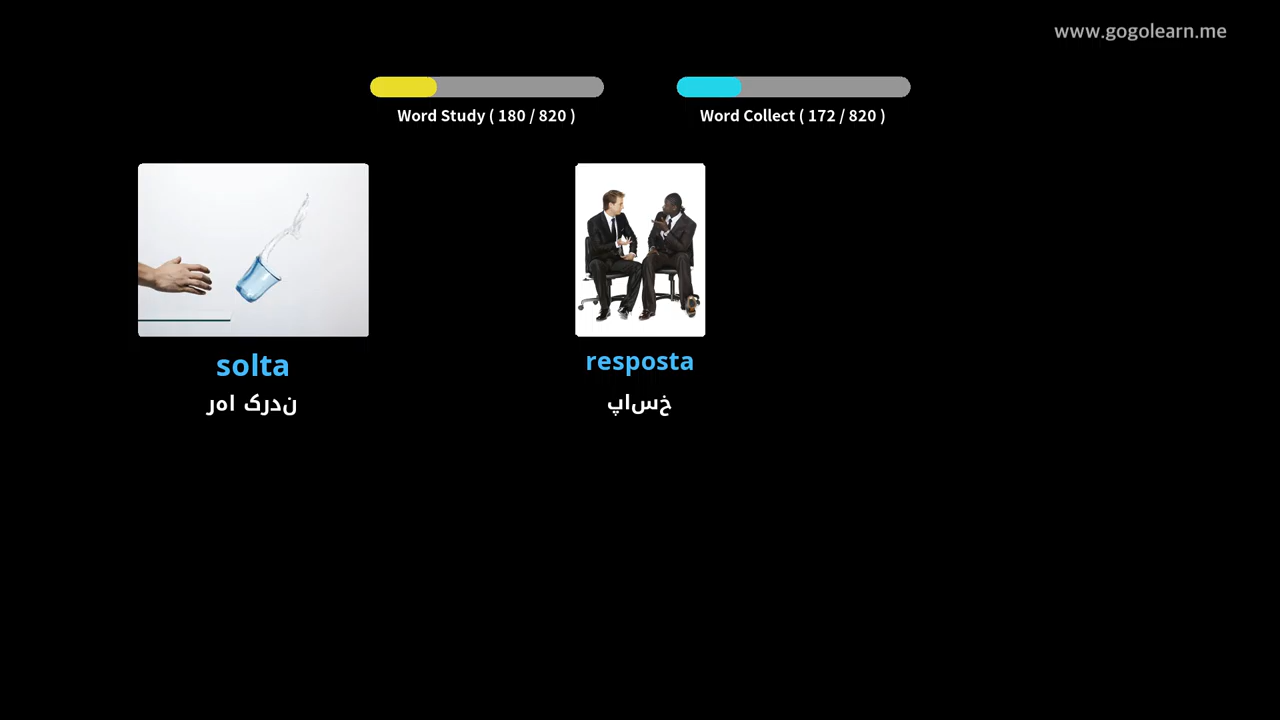 www.gogolearn.me
Word Study ( 180 / 820 )
Word Collect ( 172 / 820 )
solta
رها کردن
resposta
پاسخ